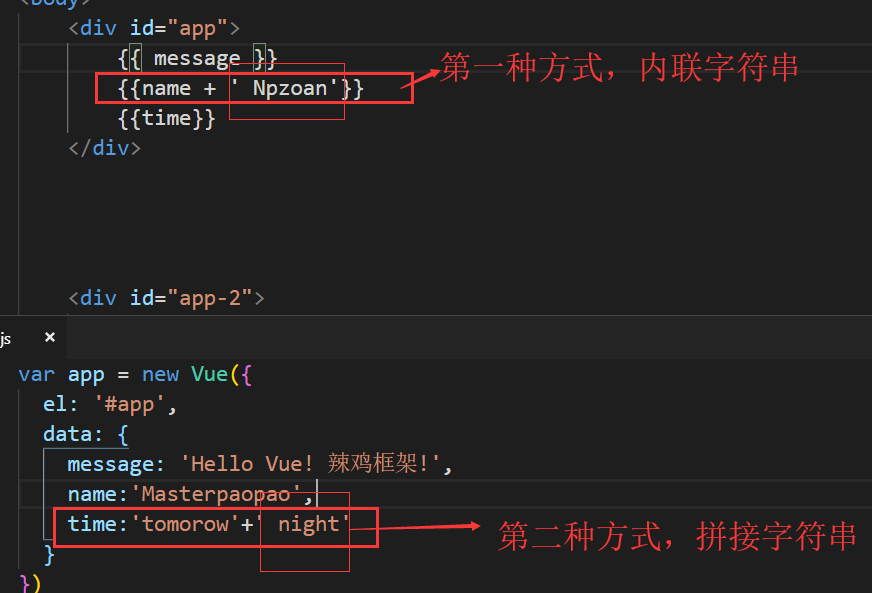 <body>
<div id="app">
{{ message }}
{{name + ' Npzoan'}}
第一种方式，内联字符串
{{time}}
</div>
<div id="app-2">
js ×
var app = new Vue({
el: '#app',
data: {
message: 'Hello Vue! 辣鸡框架!',
name:'Masterpaopao',
time:'tomorow'+' night'
第二种方式，拼接字符串
}
})